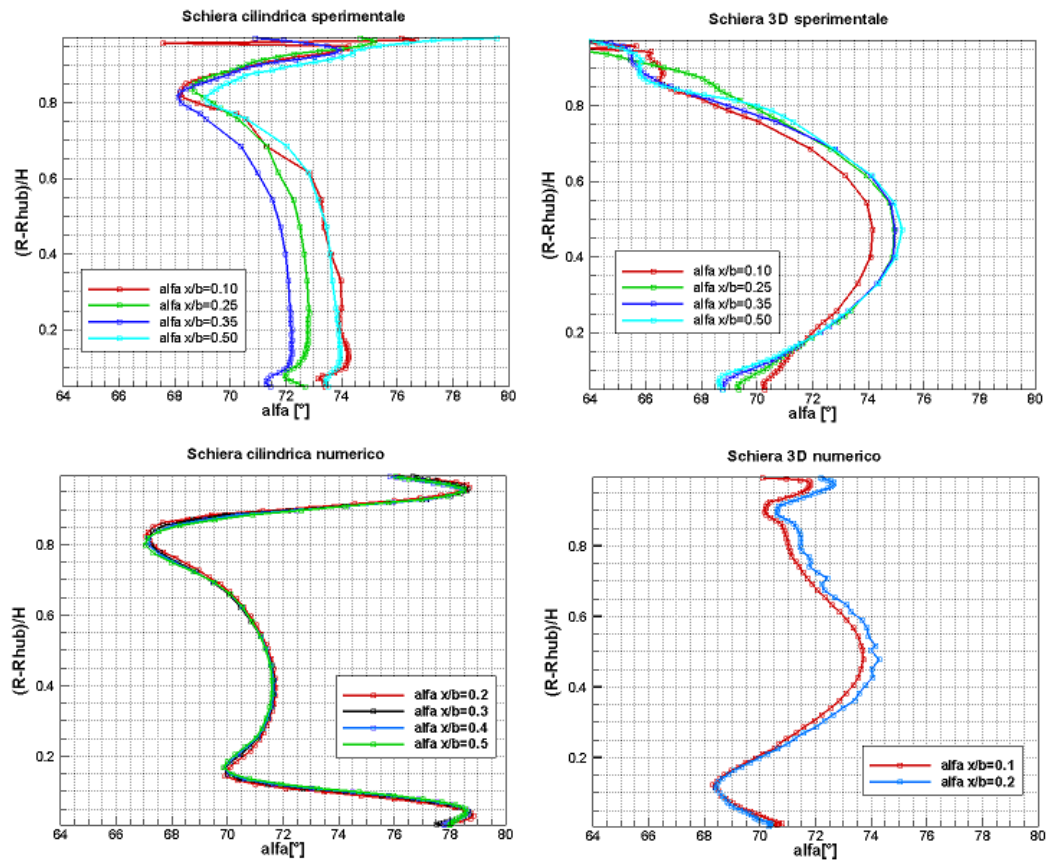 Schiera cilindrica sperimentale
(R-Rhub)/H
0.8
0.6
0.4
0.2
alfa x/b=0.10
alfa x/b=0.25
alfa x/b=0.35
alfa x/b=0.50
64 66 68 70 72 74 76 78 80
alfa [°]
Schiera 3D sperimentale
(R-Rhub)/H
0.8
0.6
0.4
0.2
alfa x/b=0.10
alfa x/b=0.25
alfa x/b=0.35
alfa x/b=0.50
64 66 68 70 72 74 76 78 80
alfa [°]
Schiera cilindrica numerico
(R-Rhub)/H
0.8
0.6
0.4
0.2
alfa x/b=0.2
alfa x/b=0.3
alfa x/b=0.4
alfa x/b=0.5
64 66 68 70 72 74 76 78 80
alfa[°]
Schiera 3D numerico
(R-Rhub)/H
0.8
0.6
0.4
0.2
alfa x/b=0.1
alfa x/b=0.2
64 66 68 70 72 74 76 78 80
alfa[°]